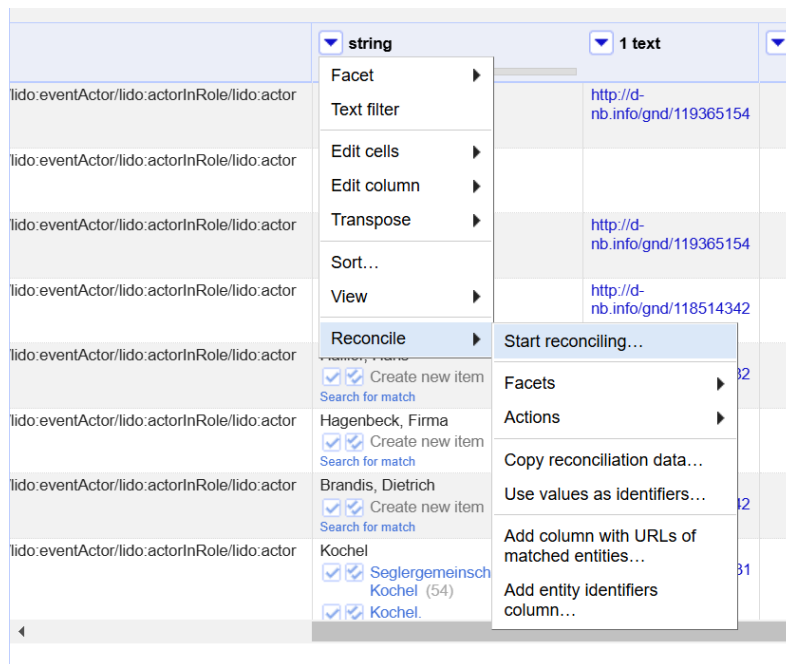 string
1 text
Facet
Text filter
Edit cells
Edit column
Transpose
Sort…
View
Reconcile
Start reconciling…
Facets
Actions
Copy reconciliation data…
Use values as identifiers…
Add column with URLs of
matched entities…
Add entity identifiers
column…
/lido:eventActor/lido:actorInRole/lido:actor
http://d-
nb.info/gnd/119365154
/lido:eventActor/lido:actorInRole/lido:actor
/lido:eventActor/lido:actorInRole/lido:actor
http://d-
nb.info/gnd/119365154
/lido:eventActor/lido:actorInRole/lido:actor
http://d-
nb.info/gnd/118514342
/lido:eventActor/lido:actorInRole/lido:actor
Create new item
32
Search for match
/lido:eventActor/lido:actorInRole/lido:actor
Hagenbeck, Firma
Create new item
Search for match
/lido:eventActor/lido:actorInRole/lido:actor
Brandis, Dietrich
Create new item
42
Search for match
/lido:eventActor/lido:actorInRole/lido:actor
Kochel
Seglergemeinsch
31
Kochel (54)
Kochel.